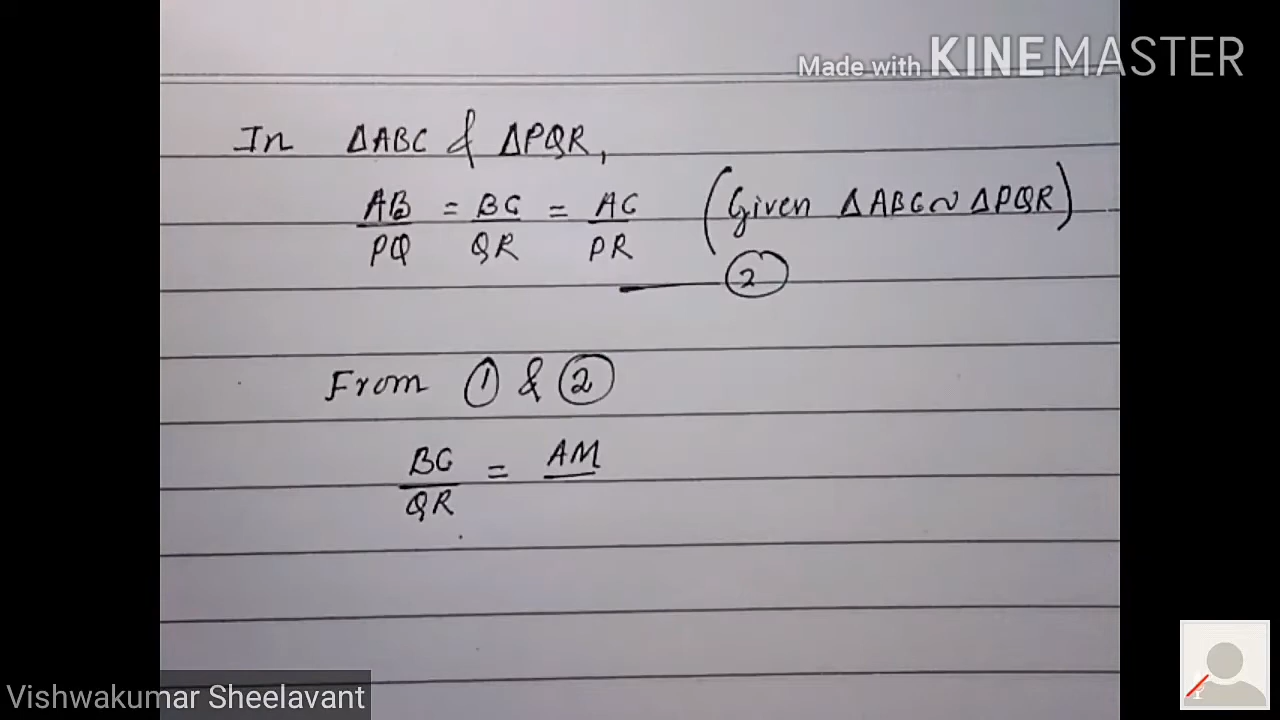 Made with KINEMASTER
In ΔABC & ΔPQR,
AB/PQ = BC/QR = AC/PR (Given ΔABC ~ ΔPQR)
2
From 1 & 2
BC/QR = AM
Vishwakumar Sheelavant